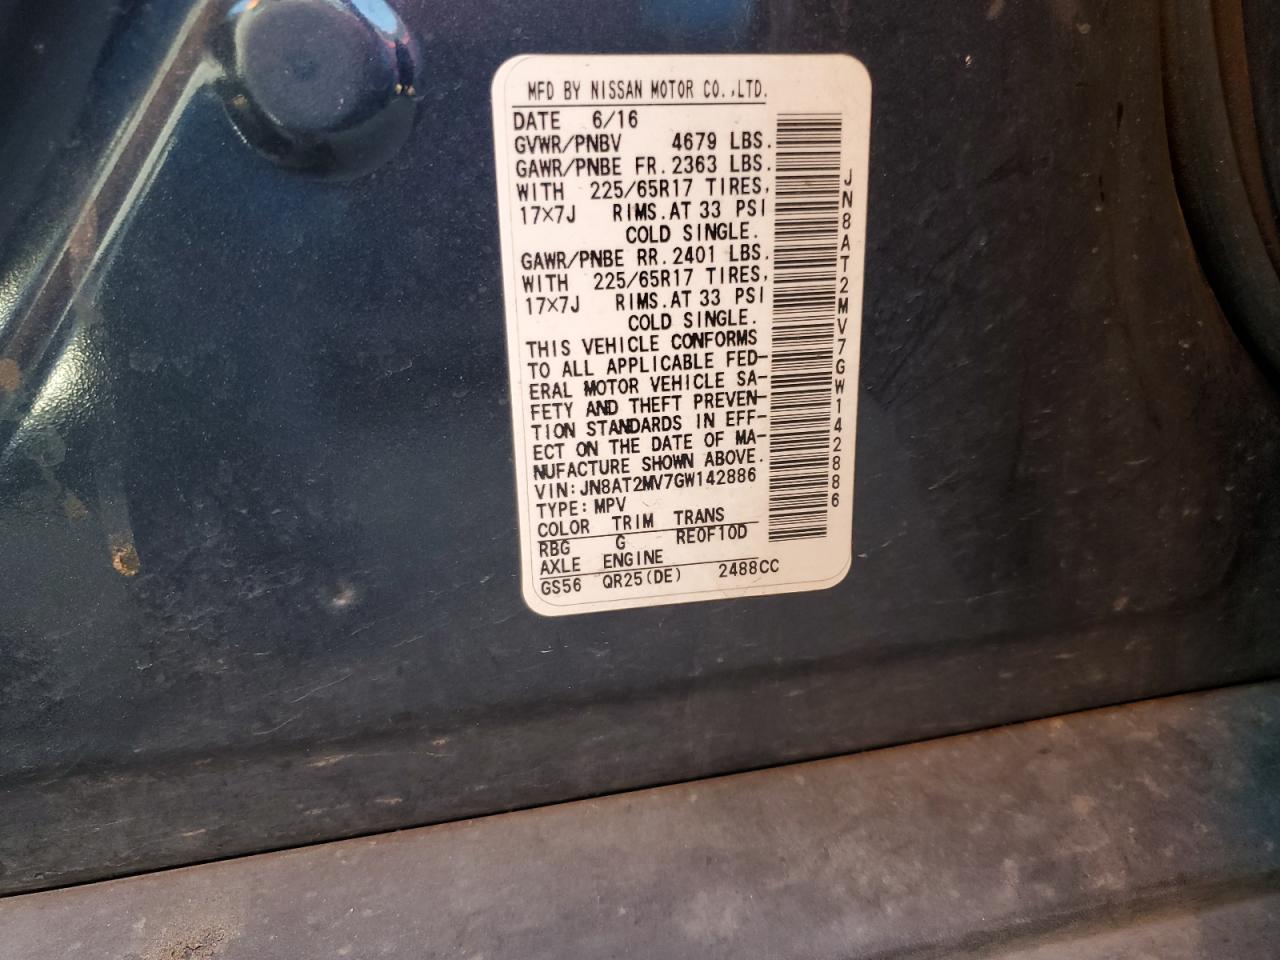 MFD BY NISSAN MOTOR CO.,LTD.
DATE 6/16
GVWR/PNBV 4679 LBS.
GAWR/PNBE FR. 2363 LBS.
WITH 225/65R17 TIRES,
17×7J RIMS.AT 33 PSI
COLD SINGLE.
GAWR/PNBE RR. 2401 LBS.
WITH 225/65R17 TIRES,
17×7J RIMS.AT 33 PSI
COLD SINGLE.
THIS VEHICLE CONFORMS
TO ALL APPLICABLE FED-
ERAL MOTOR VEHICLE SA-
FETY AND THEFT PREVEN-
TION STANDARDS IN EFF-
ECT ON THE DATE OF MA-
NUFACTURE SHOWN ABOVE.
VIN:JN8AT2MV7GW142886
TYPE:MPV
COLOR TRIM TRANS
RBG G RE0F10D
AXLE ENGINE
GS56 QR25(DE) 2488CC
JN8AT2MV7GW142886